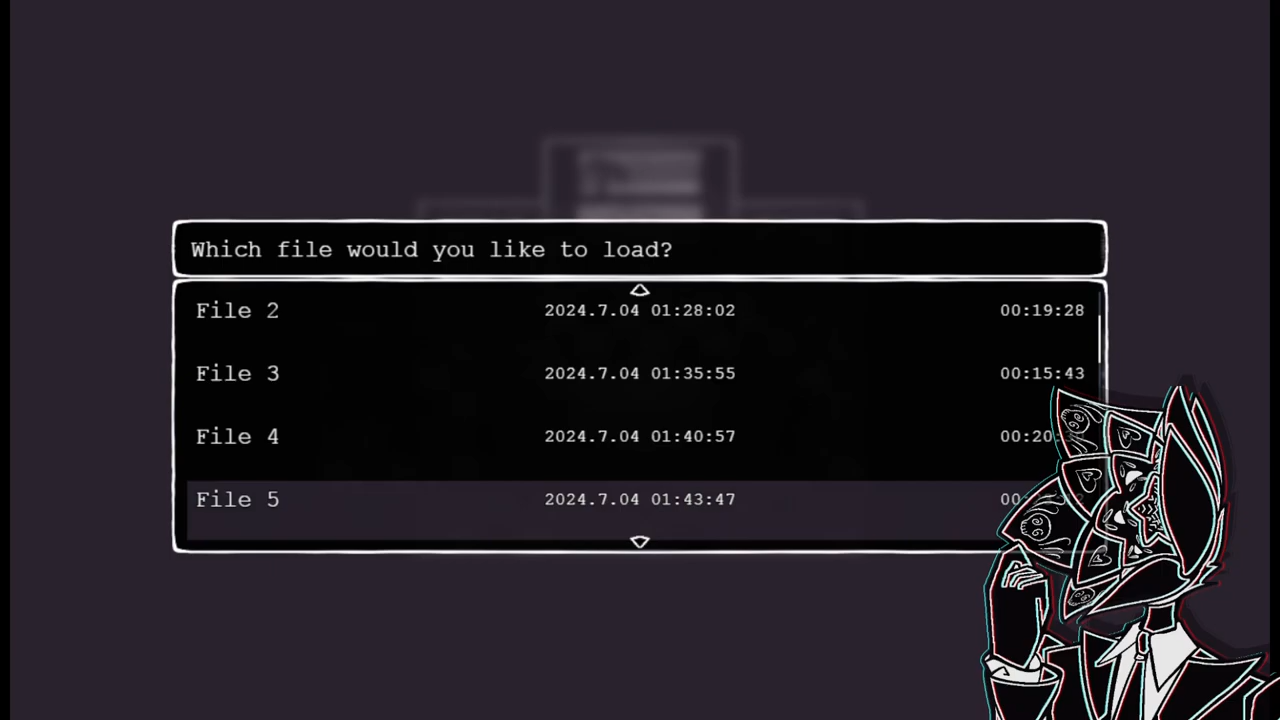 Which file would you like to load?
File 2 2024.7.04 01:28:02 00:19:28
File 3 2024.7.04 01:35:55 00:15:43
File 4 2024.7.04 01:40:57
File 5 2024.7.04 01:43:47